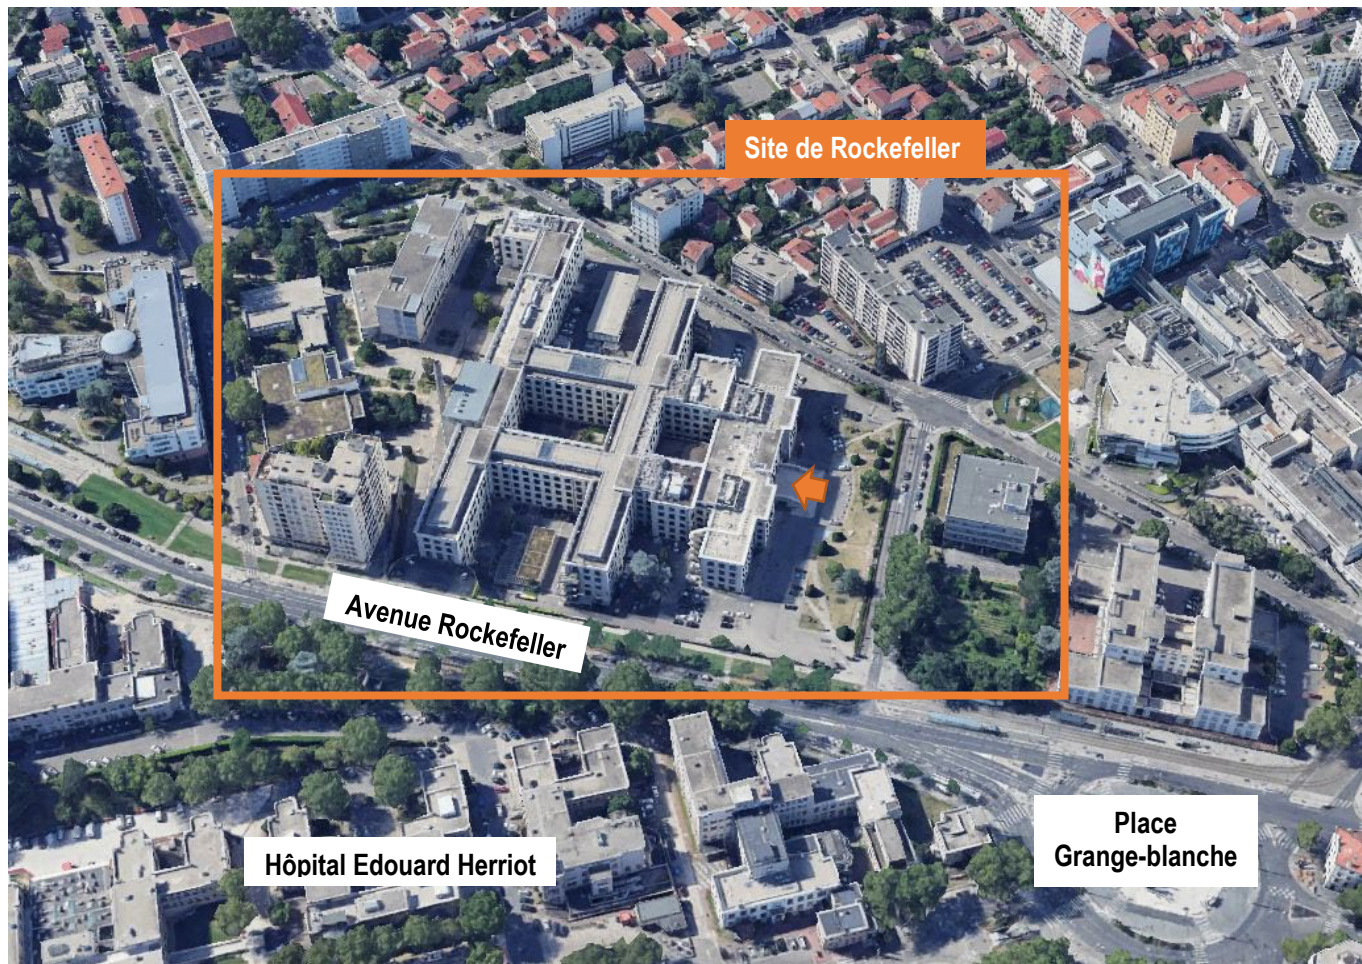 Site de Rockefeller
Avenue Rockefeller
Hôpital Edouard Herriot
Place
Grange-blanche